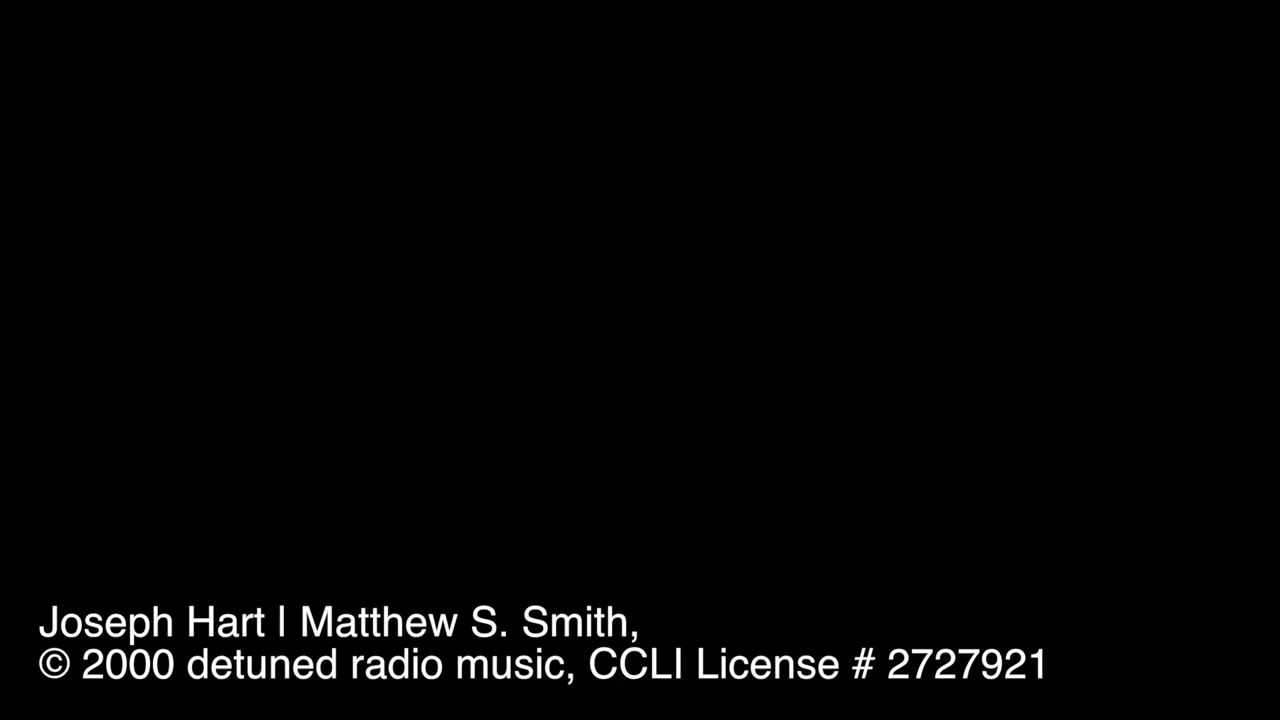 Joseph Hart | Matthew S. Smith,
© 2000 detuned radio music, CCLI License # 2727921